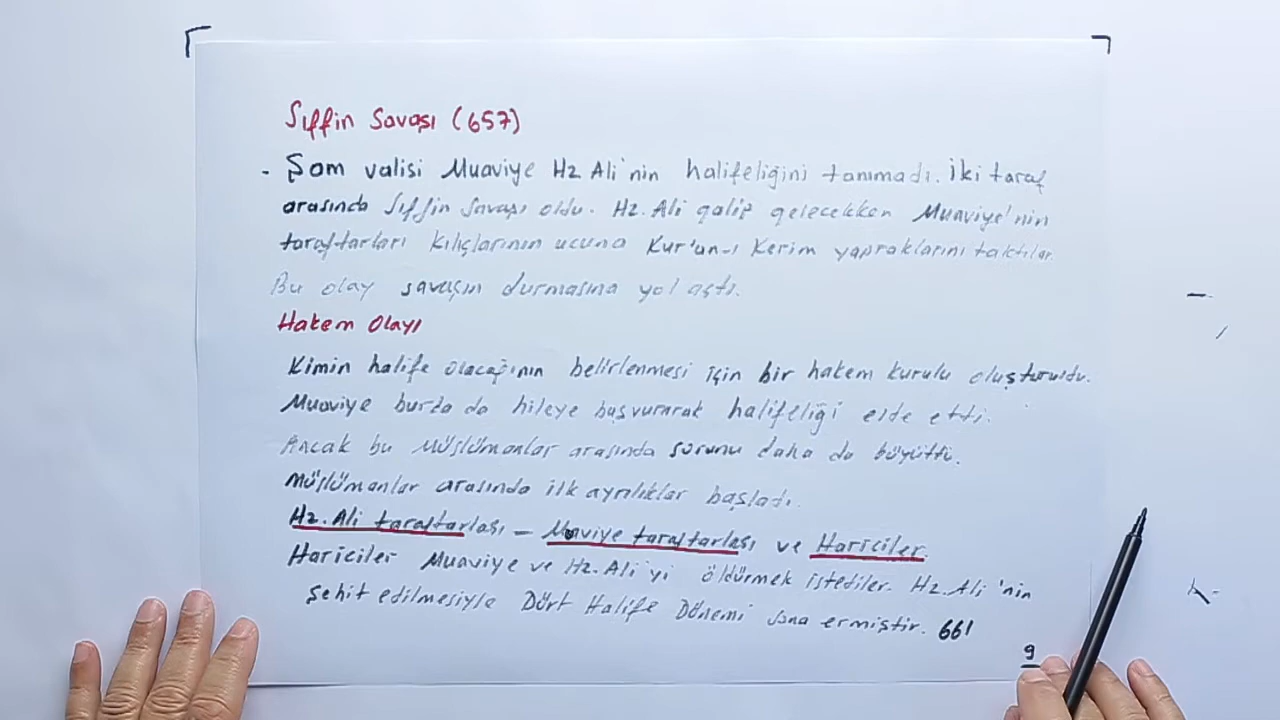 Sıffin Savaşı (657)
- Şam valisi Muaviye Hz Ali'nin halifeliğini tanımadı. İki taraf
arasında Sıffin Savaşı oldu. Hz. Ali galip gelecekken Muaviye'nin
taraftarları kılıçlarının ucuna Kur'an-ı Kerim yapraklarını taktılar.
Bu olay savaşın durmasına yol açtı.
Hakem Olayı
Kimin halife olacağının belirlenmesi için bir hakem kurulu oluşturuldu.
Muaviye burda da hileye başvurarak halifeliği elde etti.
Ancak bu Müslümanlar arasında sorunu daha da büyüttü.
Müslümanlar arasında ilk ayrılıklar başladı.
Hz. Ali taraftarlası - Muaviye taraftarlası ve Hariciler.
Hariciler Muaviye ve Hz. Ali'yi öldürmek istediler. Hz. Ali'nin
şehit edilmesiyle Dört Halife Dönemi sona ermiştir. 661
9